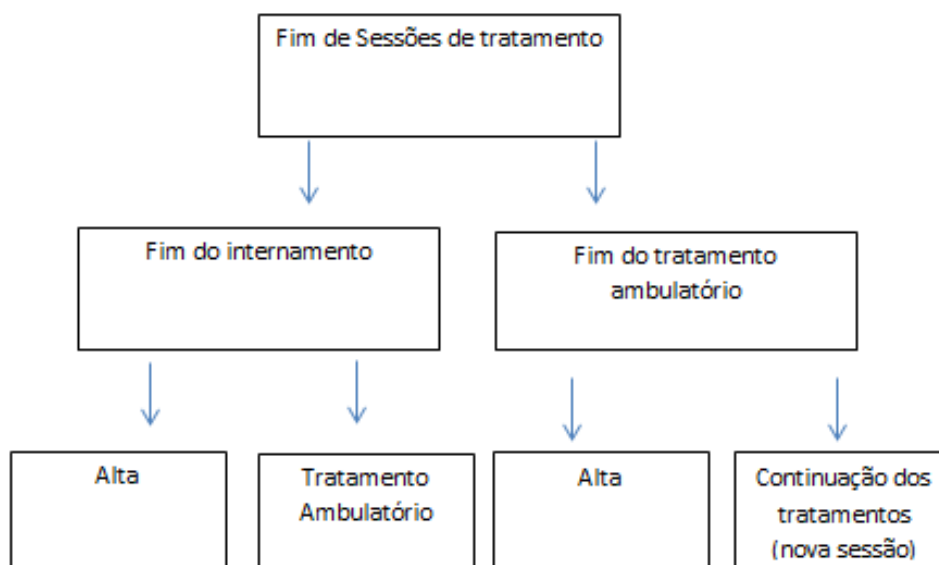 Fim de Sessões de tratamento
Fim do internamento
Fim do tratamento
ambulatório
Alta
Tratamento
Ambulatório
Alta
Continuação dos
tratamentos
(nova sessão)